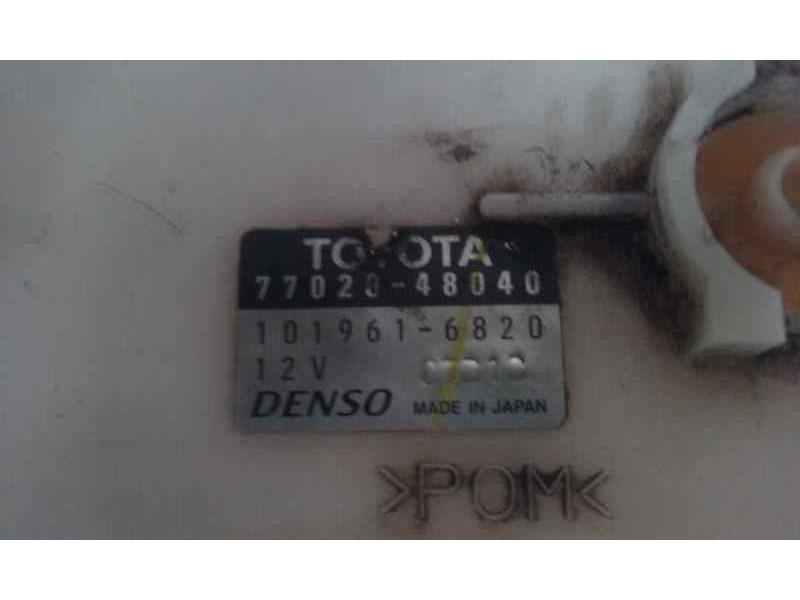 TOYOTA
77020-48040
101961-6820
12V
DENSO MADE IN JAPAN
>POM<